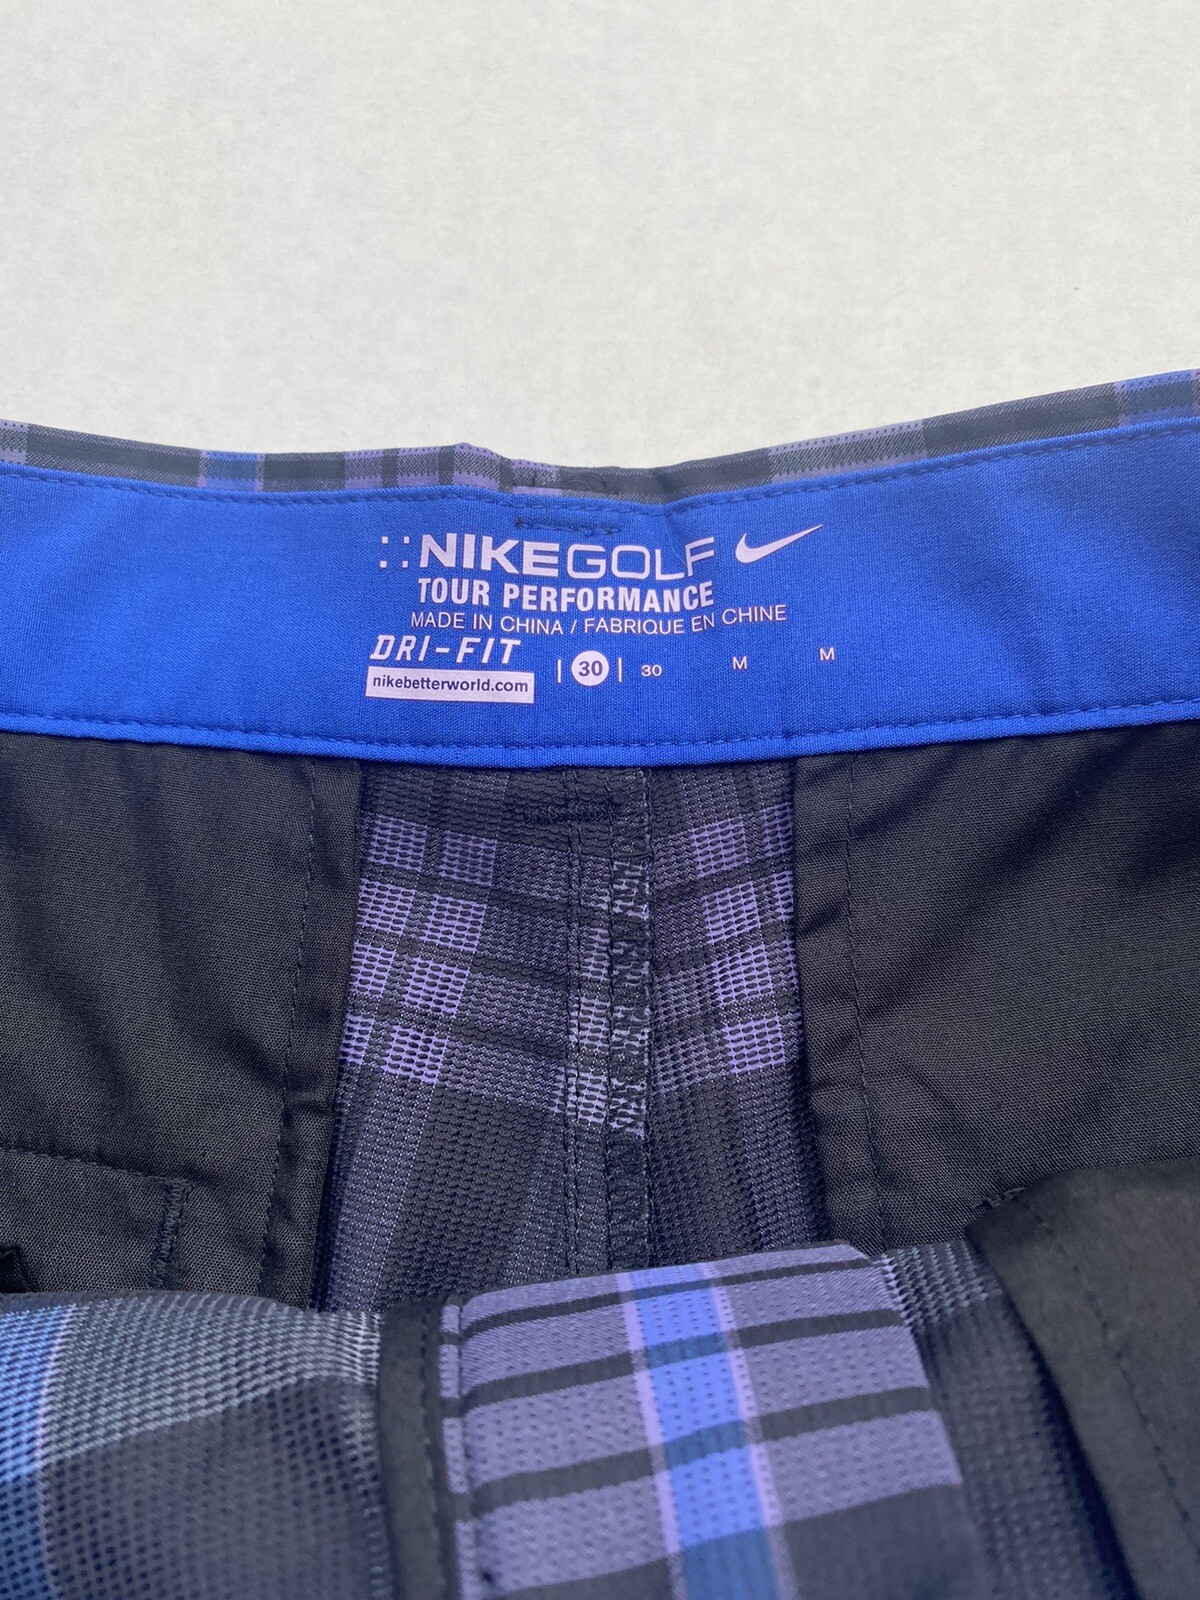 ::NIKEGOLF
TOUR PERFORMANCE
MADE IN CHINA / FABRIQUE EN CHINE
DRI-FIT | 30 | 30 M M
nikebetterworld.com